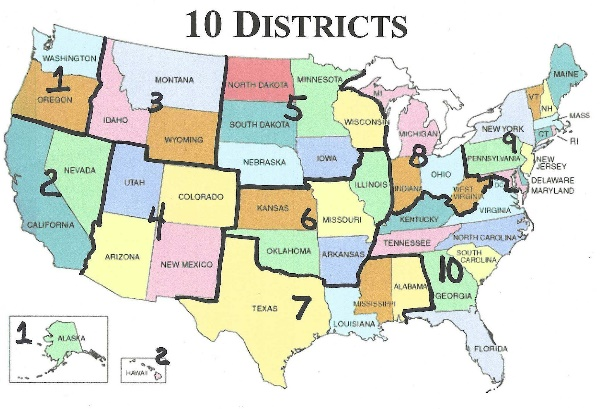 10 DISTRICTS
WASHINGTON
1
OREGON
MONTANA
3
IDAHO
WYOMING
NORTH DAKOTA
MINNESOTA
5
SOUTH DAKOTA
WISCONSIN
NEBRASKA
IOWA
MI
MICHIGAN
8
ILLINOIS
INDIANA
OHIO
WEST VIRGINIA
MAINE
VT
NH
MASS
NEW YORK
CT
RI
9
PENNSYLVANIA
NEW JERSEY
DC
DELAWARE
MARYLAND
2
NEVADA
CALIFORNIA
UTAH
COLORADO
4
ARIZONA
NEW MEXICO
KANSAS
6
MISSOURI
OKLAHOMA
ARKANSAS
KENTUCKY
VIRGINIA
TENNESSEE
NORTH CAROLINA
SOUTH CAROLINA
10
TEXAS
7
LOUISIANA
MISSISSIPPI
ALABAMA
GEORGIA
FLORIDA
1
ALASKA
2
HAWAII